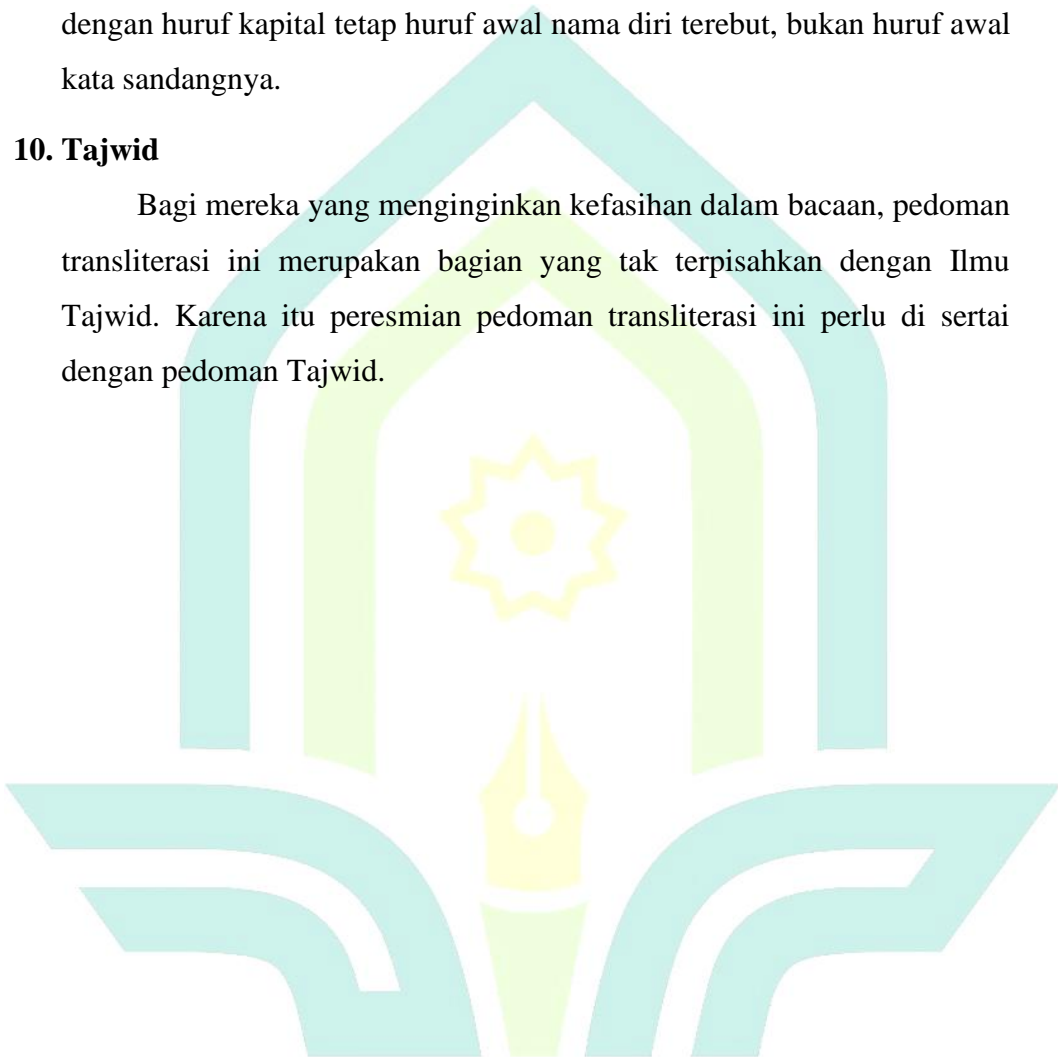 dengan huruf kapital tetap huruf awal nama diri terebut, bukan huruf awal
kata sandangnya.
10. Tajwid
Bagi mereka yang menginginkan kefasihan dalam bacaan, pedoman
transliterasi ini merupakan bagian yang tak terpisahkan dengan Ilmu
Tajwid. Karena itu peresmian pedoman transliterasi ini perlu di sertai
dengan pedoman Tajwid.